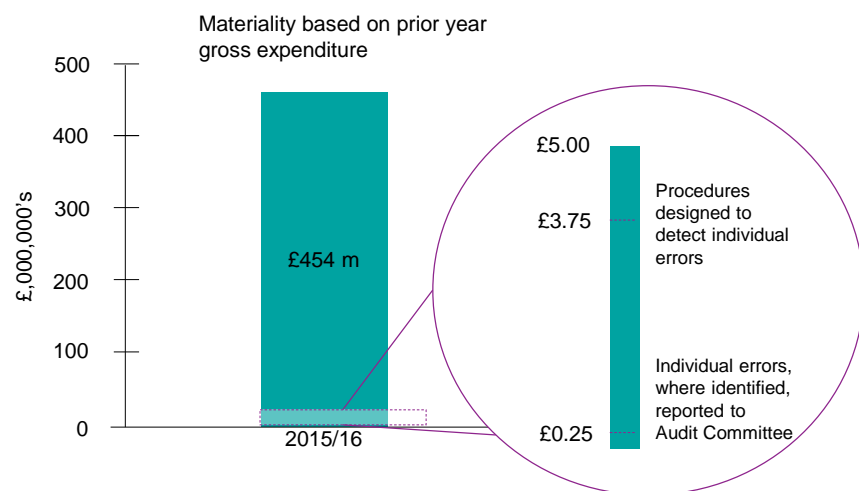 Materiality based on prior year
gross expenditure
£,000,000's
500
400
300
200
100
0
£454 m
2015/16
£5.00
£3.75
£0.25
Procedures
designed to
detect individual
errors
Individual errors,
where identified,
reported to
Audit Committee